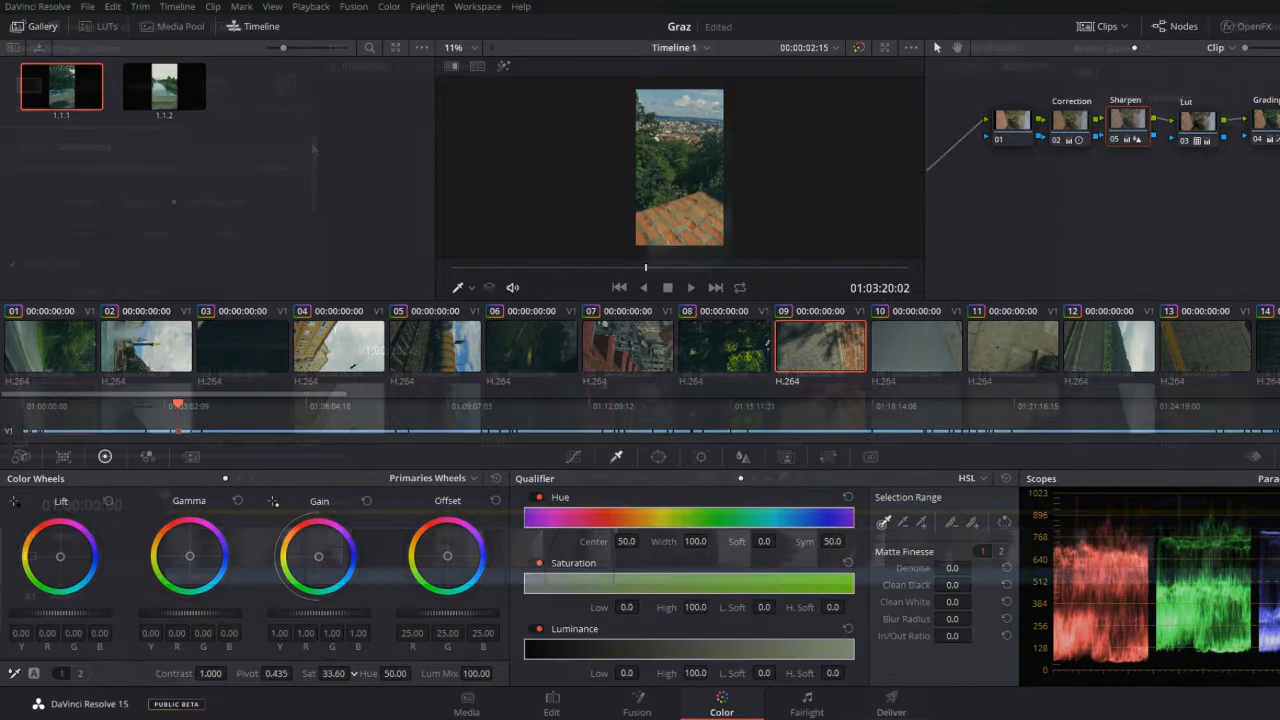 DaVinci Resolve File Edit Trim Timeline Clip Mark View Playback Fusion Color Fairlight Workspace Help
Gallery LUTs Media Pool Timeline Graz Edited Clips Nodes OpenFX
11% Timeline 1 00:00:02:15 Clip
1.1.1 1.1.2
Correction Sharpen Lut Grading
01 02 05 03 04
01:03:20:02
01 00:00:00:00 V1 02 00:00:00:00 V1 03 00:00:00:00 V1 04 00:00:00:00 V1 05 00:00:00:00 V1 06 00:00:00:00 V1 07 00:00:00:00 V1 08 00:00:00:00 V1 09 00:00:00:00 V1 10 00:00:00:00 V1 11 00:00:00:00 V1 12 00:00:00:00 V1 13 00:00:00:00 V1 14
H.264 H.264 H.264 H.264 H.264 H.264 H.264 H.264 H.264 H.264 H.264 H.264 H.264 H.264
01:00:00:00 01:03:02:09 01:06:04:18 01:09:07:03 01:12:09:12 01:15:11:21 01:18:14:06 01:21:16:15 01:24:19:00
V1
Color Wheels Primaries Wheels Qualifier HSL Scopes Para
Lift Gamma Gain Offset
0.00 0.00 0.00 0.00 0.00 0.00 0.00 0.00 1.00 1.00 1.00 1.00 25.00 25.00 25.00
Y R G B Y R G B Y R G B R G B
A 1 2 Contrast 1.000 Pivot 0.435 Sat 33.60 Hue 50.00 Lum Mix 100.00
Hue
Center 50.0 Width 100.0 Soft 0.0 Sym 50.0
Saturation
Low 0.0 High 100.0 L. Soft 0.0 H. Soft 0.0
Luminance
Low 0.0 High 100.0 L. Soft 0.0 H. Soft 0.0
Selection Range
Matte Finesse 1 2
Denoise 0.0
Clean Black 0.0
Clean White 0.0
Blur Radius 0.0
In/Out Ratio 0.0
1023
896
768
640
512
384
256
128
0
DaVinci Resolve 15 PUBLIC BETA Media Edit Fusion Color Fairlight Deliver